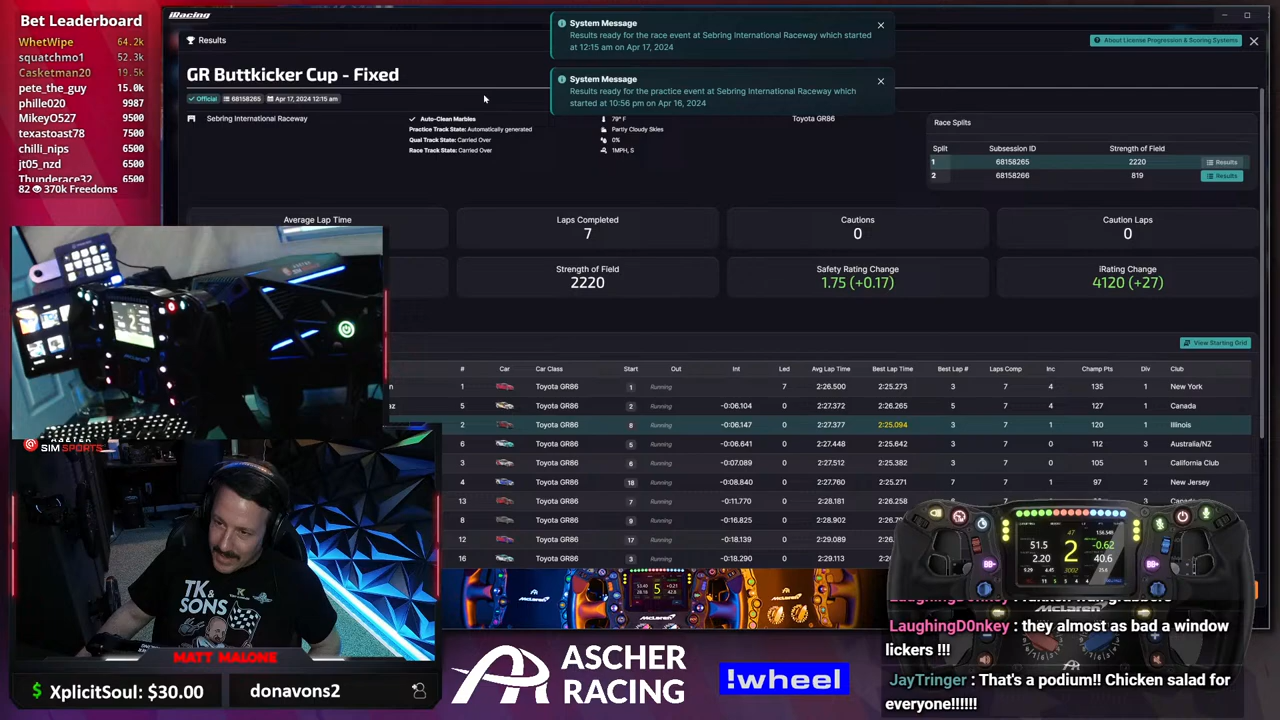 Bet Leaderboard
WhetWipe 64.2k
squatchmo1 52.3k
Casketman20 19.5k
pete_the_guy 15.0k
phille020 9987
MikeyO527 9500
texastoast78 7500
chilli_nips 6500
jt05_nzd 6500
Thunderace32 6500
82 370k Freedoms
iRacing
Results
About License Progression & Scoring Systems
System Message
Results ready for the race event at Sebring International Raceway which started
at 12:15 am on Apr 17, 2024
System Message
Results ready for the practice event at Sebring International Raceway which
started at 10:56 pm on Apr 16, 2024
GR Buttkicker Cup - Fixed
Official 68158265 Apr 17, 2024 12:15 am
Sebring International Raceway
Auto-Clean Marbles
Practice Track State: Automatically generated
Qual Track State: Carried Over
Race Track State: Carried Over
79° F
Partly Cloudy Skies
0%
1MPH, S
Toyota GR86
Race Splits
Split Subsession ID Strength of Field
1 68158265 2220 Results
2 68158266 819 Results
Average Lap Time
Laps Completed
7
Cautions
0
Caution Laps
0
Strength of Field
2220
Safety Rating Change
1.75 (+0.17)
iRating Change
4120 (+27)
View Starting Grid
# Car Car Class Start Out Int Led Avg Lap Time Best Lap Time Best Lap # Laps Comp Inc Champ Pts Div Club
1 Toyota GR86 1 Running 7 2:26.500 2:25.273 3 7 4 135 1 New York
5 Toyota GR86 2 Running -0:06.104 0 2:27.372 2:26.265 5 7 4 127 1 Canada
2 Toyota GR86 8 Running -0:06.147 0 2:27.377 2:25.094 3 7 1 120 1 Illinois
6 Toyota GR86 5 Running -0:06.641 0 2:27.448 2:25.642 3 7 0 112 3 Australia/NZ
3 Toyota GR86 6 Running -0:07.089 0 2:27.512 2:25.382 3 7 0 105 1 California Club
4 Toyota GR86 18 Running -0:08.840 0 2:27.760 2:25.271 3 7 1 97 2 New Jersey
13 Toyota GR86 7 Running -0:11.770 0 2:28.181 2:26.258
8 Toyota GR86 9 Running -0:16.825 0 2:28.902
12 Toyota GR86 17 Running -0:18.139 0 2:29.089
16 Toyota GR86 3 Running -0:18.290 0 2:29.113
SIM SPORTS
TK&
& SONS
MATT MALONE
$ XplicitSoul: $30.00
donavons2
ASCHER
RACING
!wheel
51.5
2.20
2
-0.62
40.6
McLaren
LaughingD0nkey : they almost as bad a window
lickers !!!
JayTringer : That's a podium!! Chicken salad for
everyone!!!!!!